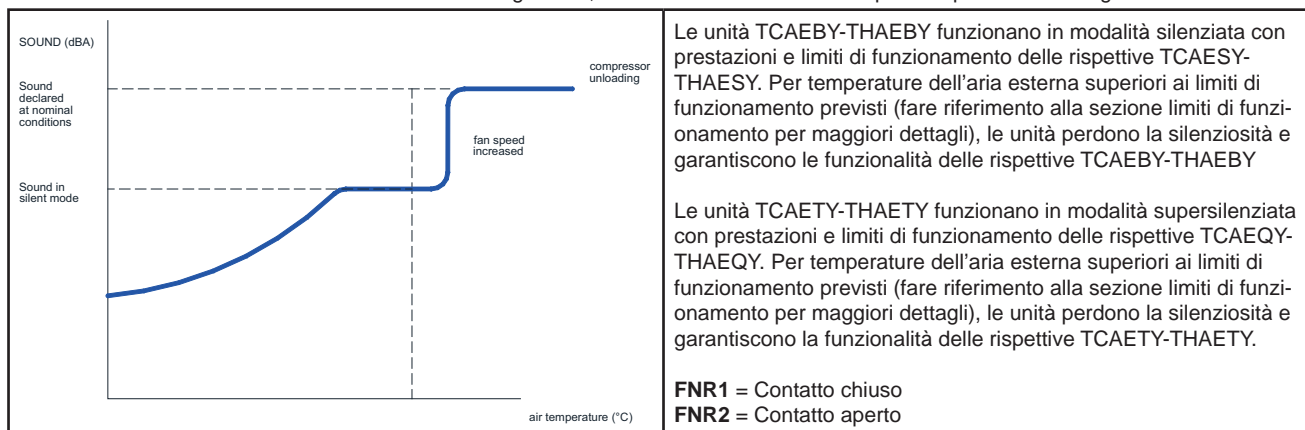 SOUND (dBA)
Sound
declared
at nominal
conditions
compressor
unloading
fan speed
increased
Sound in
silent mode
air temperature (°C)
Le unità TCAEBY-THAEBY funzionano in modalità silenziata con
prestazioni e limiti di funzionamento delle rispettive TCAESY-
THAESY. Per temperature dell'aria esterna superiori ai limiti di
funzionamento previsti (fare riferimento alla sezione limiti di funzi-
onamento per maggiori dettagli), le unità perdono la silenziosità e
garantiscono le funzionalità delle rispettive TCAEBY-THAEBY
Le unità TCAETY-THAETY funzionano in modalità supersilenziata
con prestazioni e limiti di funzionamento delle rispettive TCAEQY-
THAEQY. Per temperature dell'aria esterna superiori ai limiti di
funzionamento previsti (fare riferimento alla sezione limiti di funzi-
onamento per maggiori dettagli), le unità perdono la silenziosità e
garantiscono la funzionalità delle rispettive TCAETY-THAETY.
FNR1 = Contatto chiuso
FNR2 = Contatto aperto